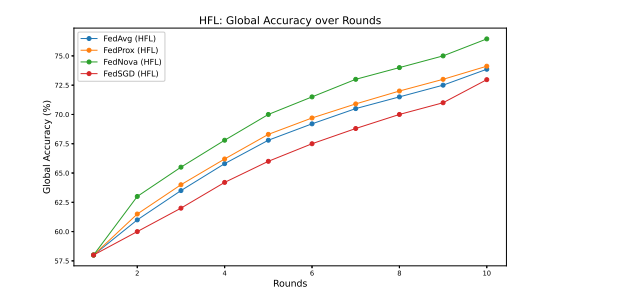 HFL: Global Accuracy over Rounds
FedAvg (HFL)
FedProx (HFL)
FedNova (HFL)
FedSGD (HFL)
Global Accuracy (%)
75.0
72.5
70.0
67.5
65.0
62.5
60.0
57.5
2 4 6 8 10
Rounds